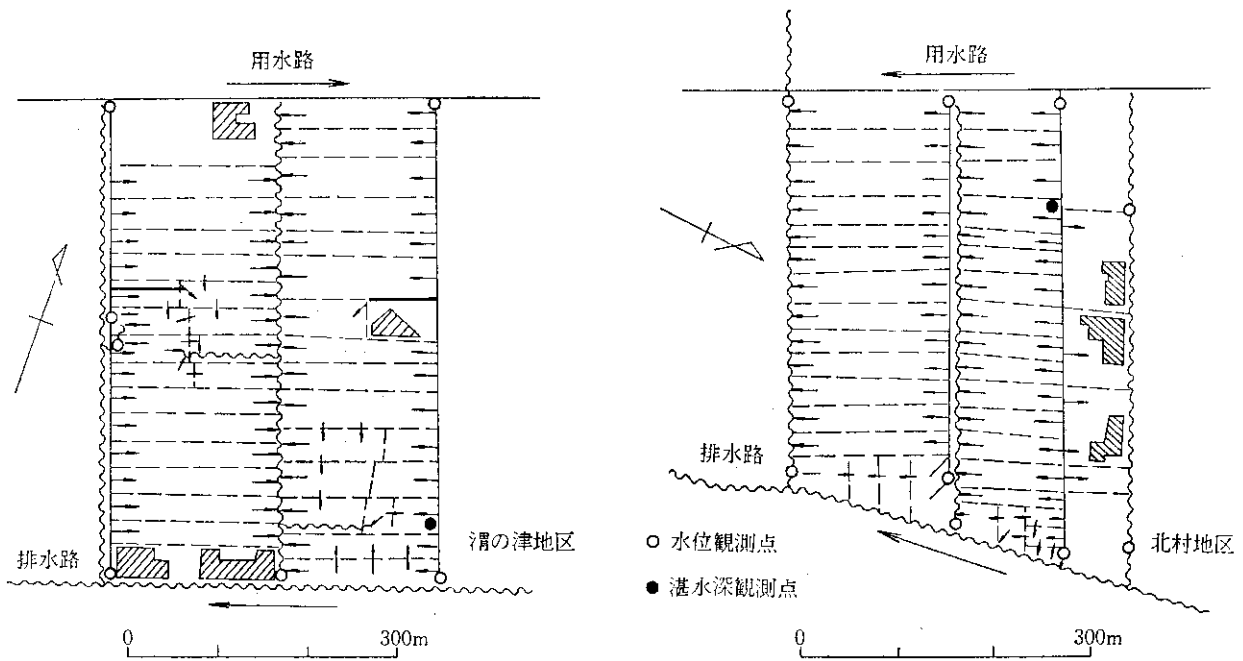 用水路
排水路
渭の津地区
0 300m
用水路
排水路
○ 水位観測点
● 湛水深観測点
北村地区
0 300m